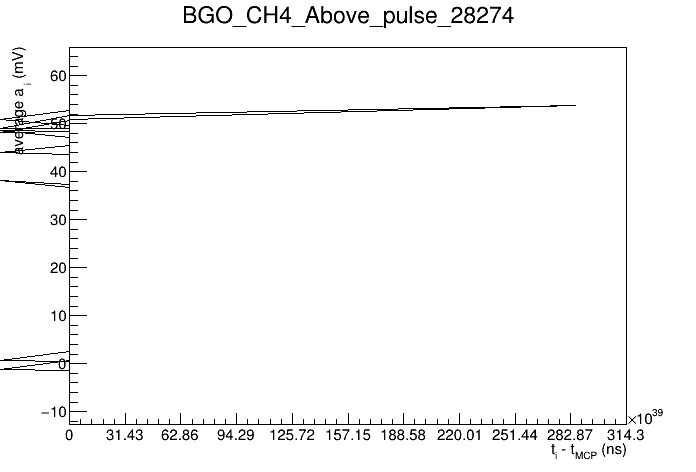 BGO_CH4_Above_pulse_28274
average a i (mV)
60
50
40
30
20
10
0
−10
0 31.43 62.86 94.29 125.72 157.15 188.58 220.01 251.44 282.87 314.3
×10^39
t_i - t_MCP (ns)